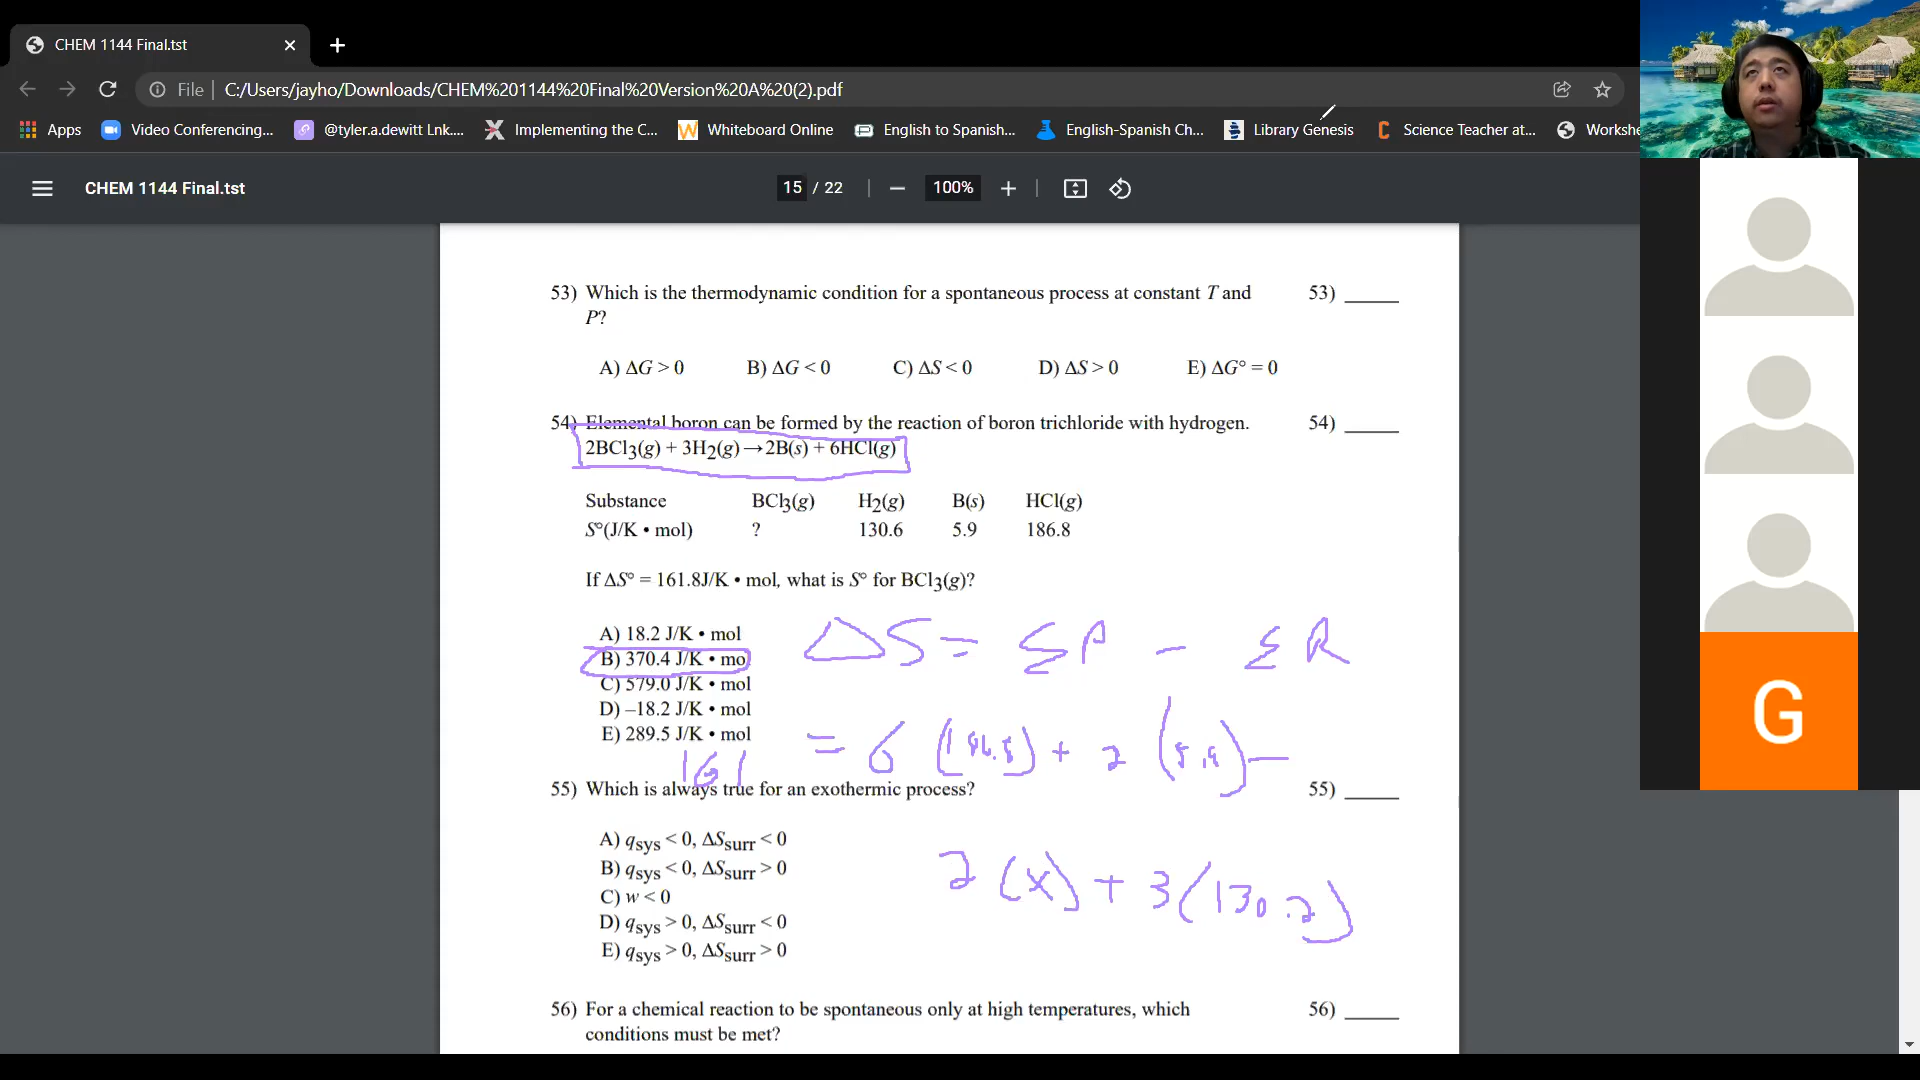 CHEM 1144 Final.tst
File C:/Users/jayho/Downloads/CHEM%201144%20Final%20Version%20A%20(2).pdf
Apps Video Conferencing... @tyler.a.dewitt Lnk.... Implementing the C... Whiteboard Online English to Spanish... English-Spanish Ch... Library Genesis Science Teacher at... Workshe
CHEM 1144 Final.tst 15 / 22 100%
53) Which is the thermodynamic condition for a spontaneous process at constant T and 53) _____
P?
A) ΔG > 0 B) ΔG < 0 C) ΔS < 0 D) ΔS > 0 E) ΔG° = 0
54) Elemental boron can be formed by the reaction of boron trichloride with hydrogen. 54) _____
2BCl3(g) + 3H2(g)→2B(s) + 6HCl(g)
Substance BCl3(g) H2(g) B(s) HCl(g)
S°(J/K • mol) ? 130.6 5.9 186.8
If ΔS° = 161.8J/K • mol, what is S° for BCl3(g)?
A) 18.2 J/K • mol
B) 370.4 J/K • mo
C) 579.0 J/K • mol
D) –18.2 J/K • mol
E) 289.5 J/K • mol
ΔS = ΣP - ΣR
161 = 6 (186.8) + 2 (5.9) -
2 (x) + 3 (130.2)
55) Which is always true for an exothermic process? 55) _____
A) qsys < 0, ΔSsurr < 0
B) qsys < 0, ΔSsurr > 0
C) w < 0
D) qsys > 0, ΔSsurr < 0
E) qsys > 0, ΔSsurr > 0
56) For a chemical reaction to be spontaneous only at high temperatures, which 56) _____
conditions must be met?
G